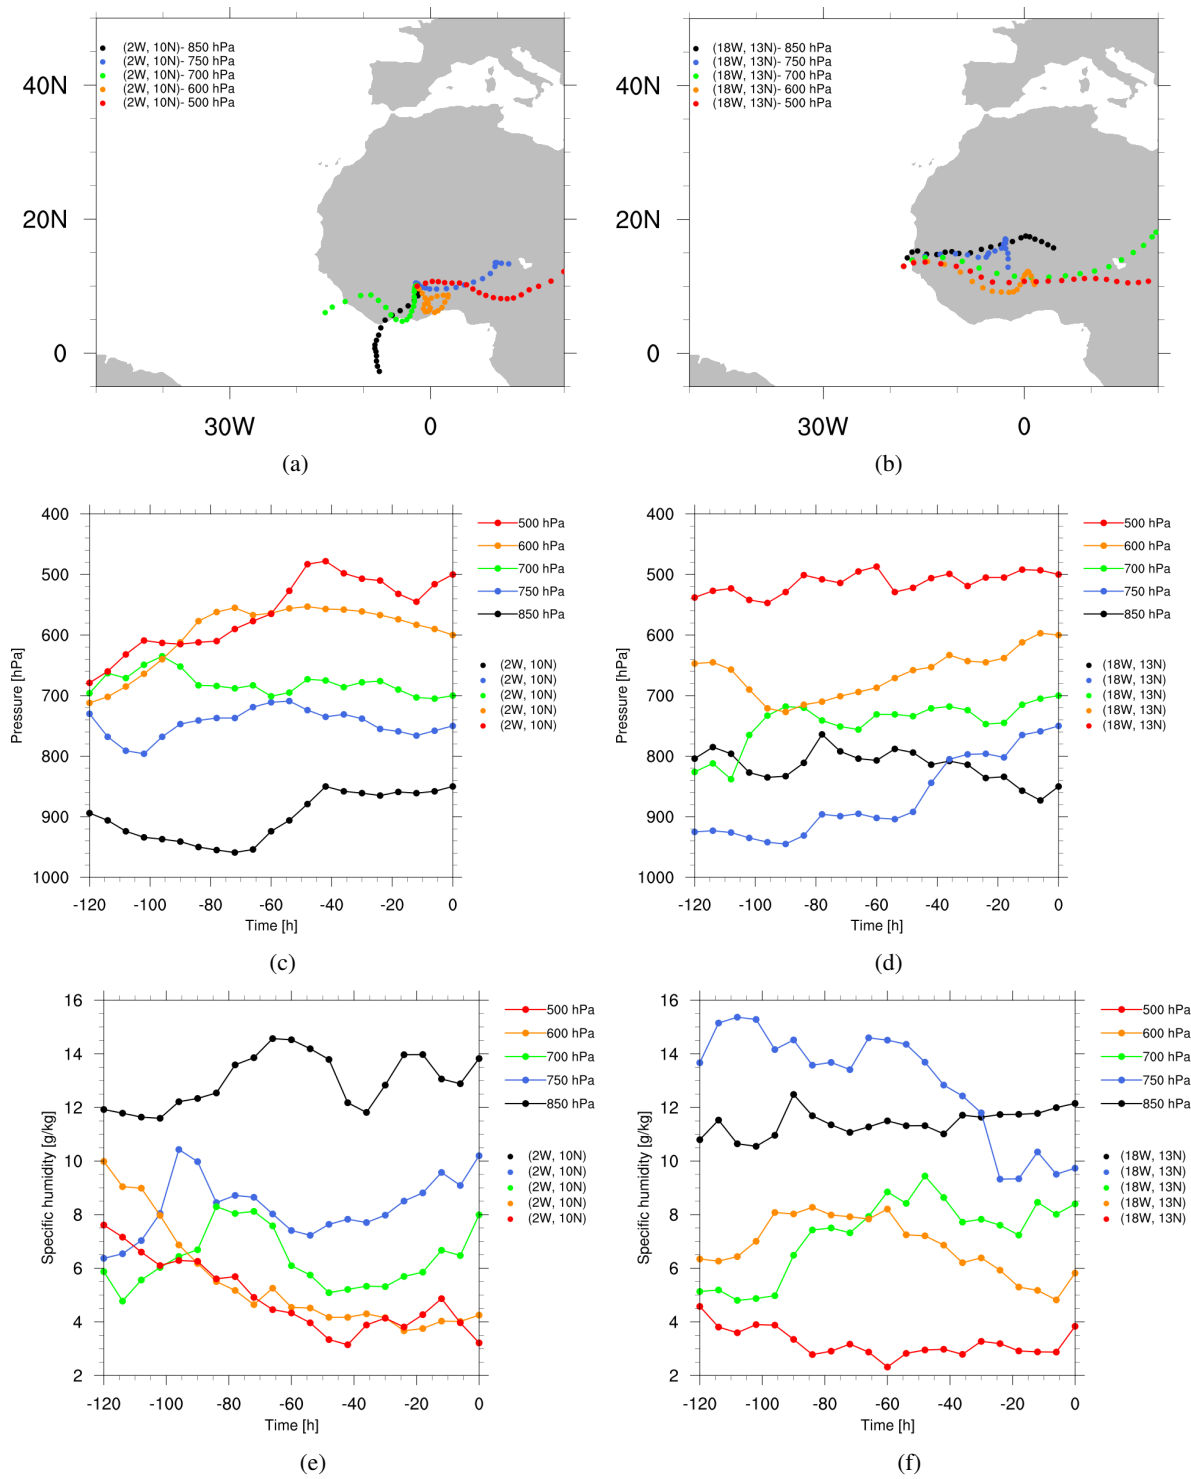 (2W, 10N)- 850 hPa
(2W, 10N)- 750 hPa
(2W, 10N)- 700 hPa
(2W, 10N)- 600 hPa
(2W, 10N)- 500 hPa
40N
20N
0
30W 0
(a)
(18W, 13N)- 850 hPa
(18W, 13N)- 750 hPa
(18W, 13N)- 700 hPa
(18W, 13N)- 600 hPa
(18W, 13N)- 500 hPa
40N
20N
0
30W 0
(b)
400
500
600
700
800
900
1000
Pressure [hPa]
-120 -100 -80 -60 -40 -20 0
Time [h]
500 hPa
600 hPa
700 hPa
750 hPa
850 hPa
(2W, 10N)
(2W, 10N)
(2W, 10N)
(2W, 10N)
(2W, 10N)
(c)
400
500
600
700
800
900
1000
Pressure [hPa]
-120 -100 -80 -60 -40 -20 0
Time [h]
500 hPa
600 hPa
700 hPa
750 hPa
850 hPa
(18W, 13N)
(18W, 13N)
(18W, 13N)
(18W, 13N)
(18W, 13N)
(d)
16
14
12
10
8
6
4
2
Specific humidity [g/kg]
-120 -100 -80 -60 -40 -20 0
Time [h]
500 hPa
600 hPa
700 hPa
750 hPa
850 hPa
(2W, 10N)
(2W, 10N)
(2W, 10N)
(2W, 10N)
(2W, 10N)
(e)
16
14
12
10
8
6
4
2
Specific humidity [g/kg]
-120 -100 -80 -60 -40 -20 0
Time [h]
500 hPa
600 hPa
700 hPa
750 hPa
850 hPa
(18W, 13N)
(18W, 13N)
(18W, 13N)
(18W, 13N)
(18W, 13N)
(f)